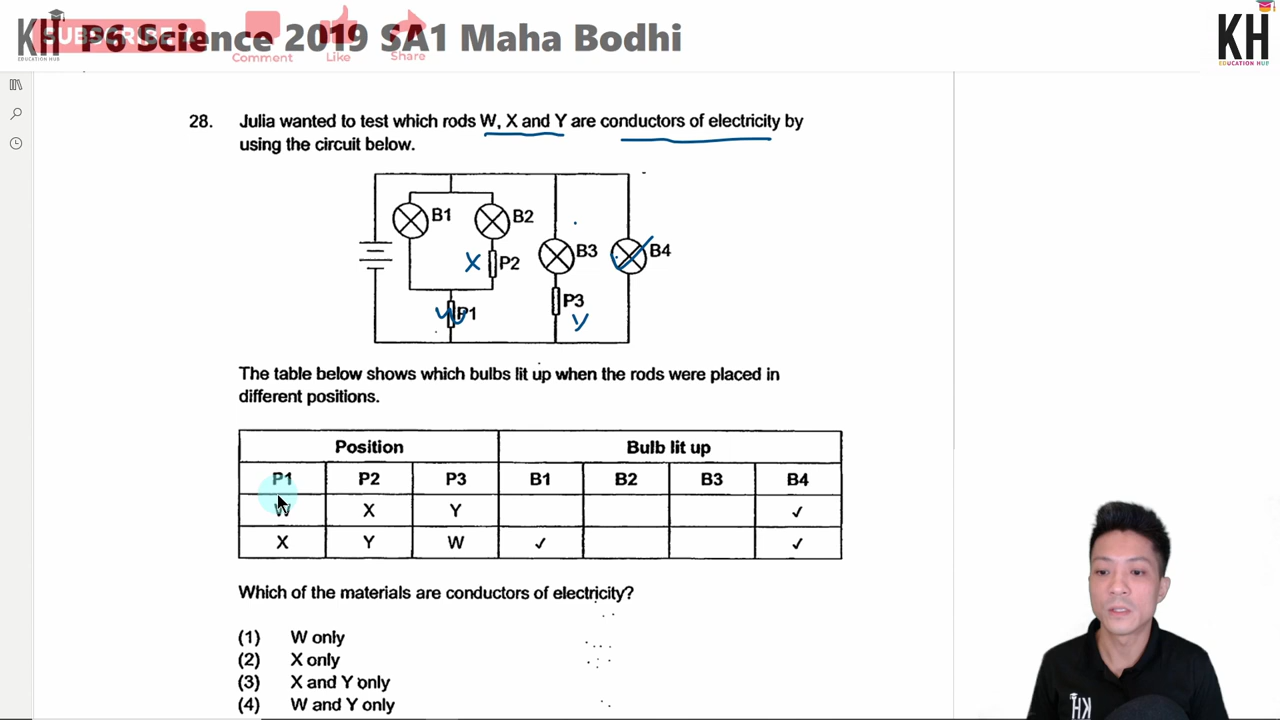 KH
EDUCATION HUB
SUBSCRIBE
P6 Science 2019 SA1 Maha Bodhi
Comment
Like
Share
KH
EDUCATION HUB
28. Julia wanted to test which rods W, X and Y are conductors of electricity by
using the circuit below.
B1
B2
X
P2
B3
B4
W
P1
P3
Y
The table below shows which bulbs lit up when the rods were placed in
different positions.
Position Bulb lit up
P1 P2 P3 B1 B2 B3 B4
W X Y ✓
X Y W ✓ ✓
Which of the materials are conductors of electricity?
(1) W only
(2) X only
(3) X and Y only
(4) W and Y only
KH